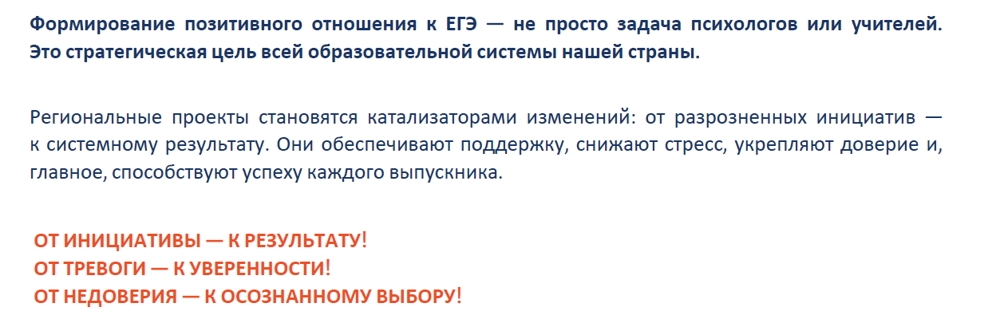 Формирование позитивного отношения к ЕГЭ — не просто задача психологов или учителей.
Это стратегическая цель всей образовательной системы нашей страны.
Региональные проекты становятся катализаторами изменений: от разрозненных инициатив —
к системному результату. Они обеспечивают поддержку, снижают стресс, укрепляют доверие и,
главное, способствуют успеху каждого выпускника.
ОТ ИНИЦИАТИВЫ — К РЕЗУЛЬТАТУ!
ОТ ТРЕВОГИ — К УВЕРЕННОСТИ!
ОТ НЕДОВЕРИЯ — К ОСОЗНАННОМУ ВЫБОРУ!